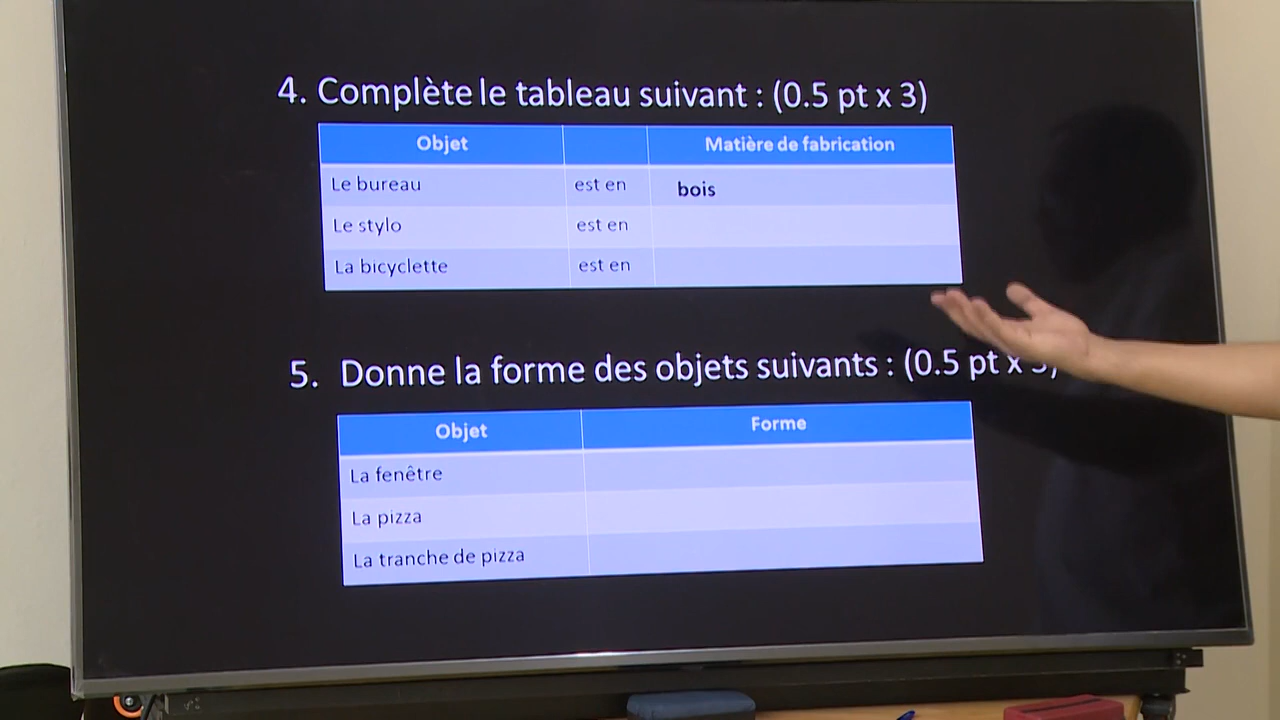 4. Complète le tableau suivant : (0.5 pt x 3)
Objet Matière de fabrication
Le bureau est en bois
Le stylo est en
La bicyclette est en
5. Donne la forme des objets suivants : (0.5 pt x
Objet Forme
La fenêtre
La pizza
La tranche de pizza